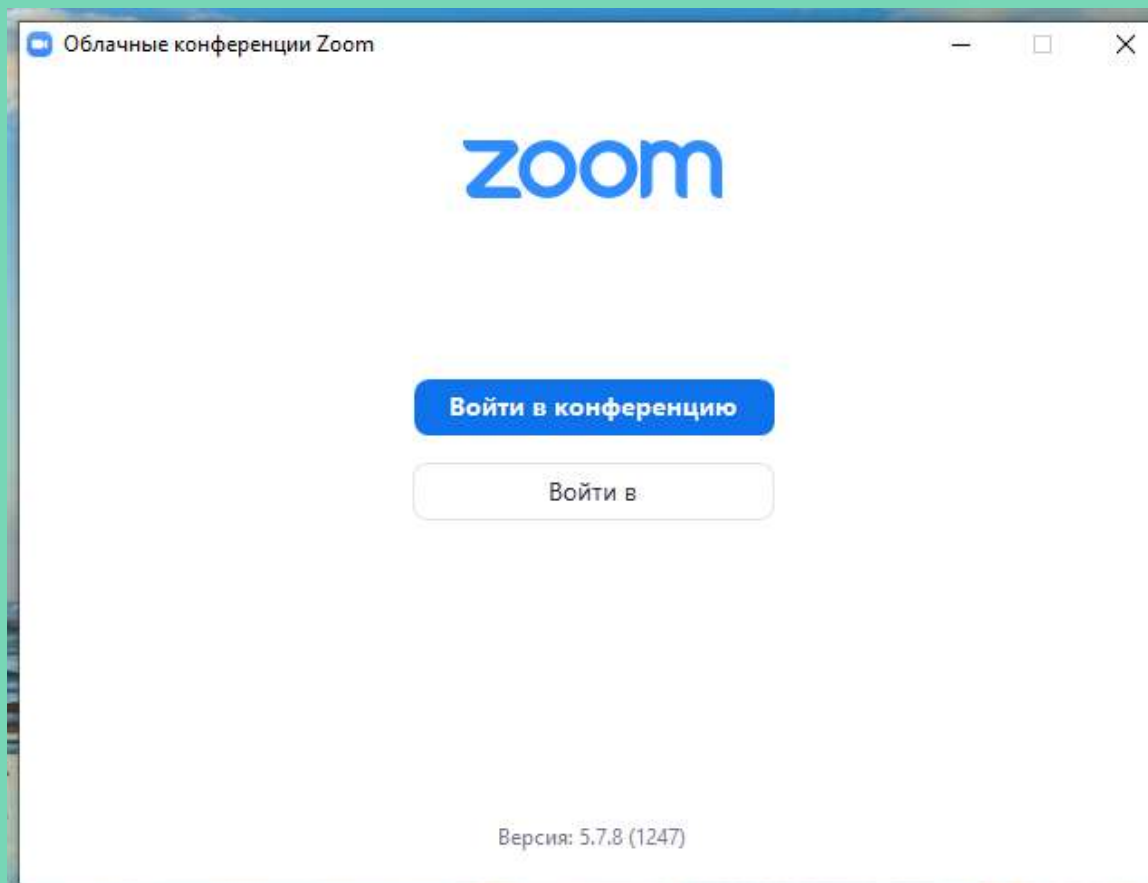 Облачные конференции Zoom
zoom
Войти в конференцию
Войти в
Версия: 5.7.8 (1247)